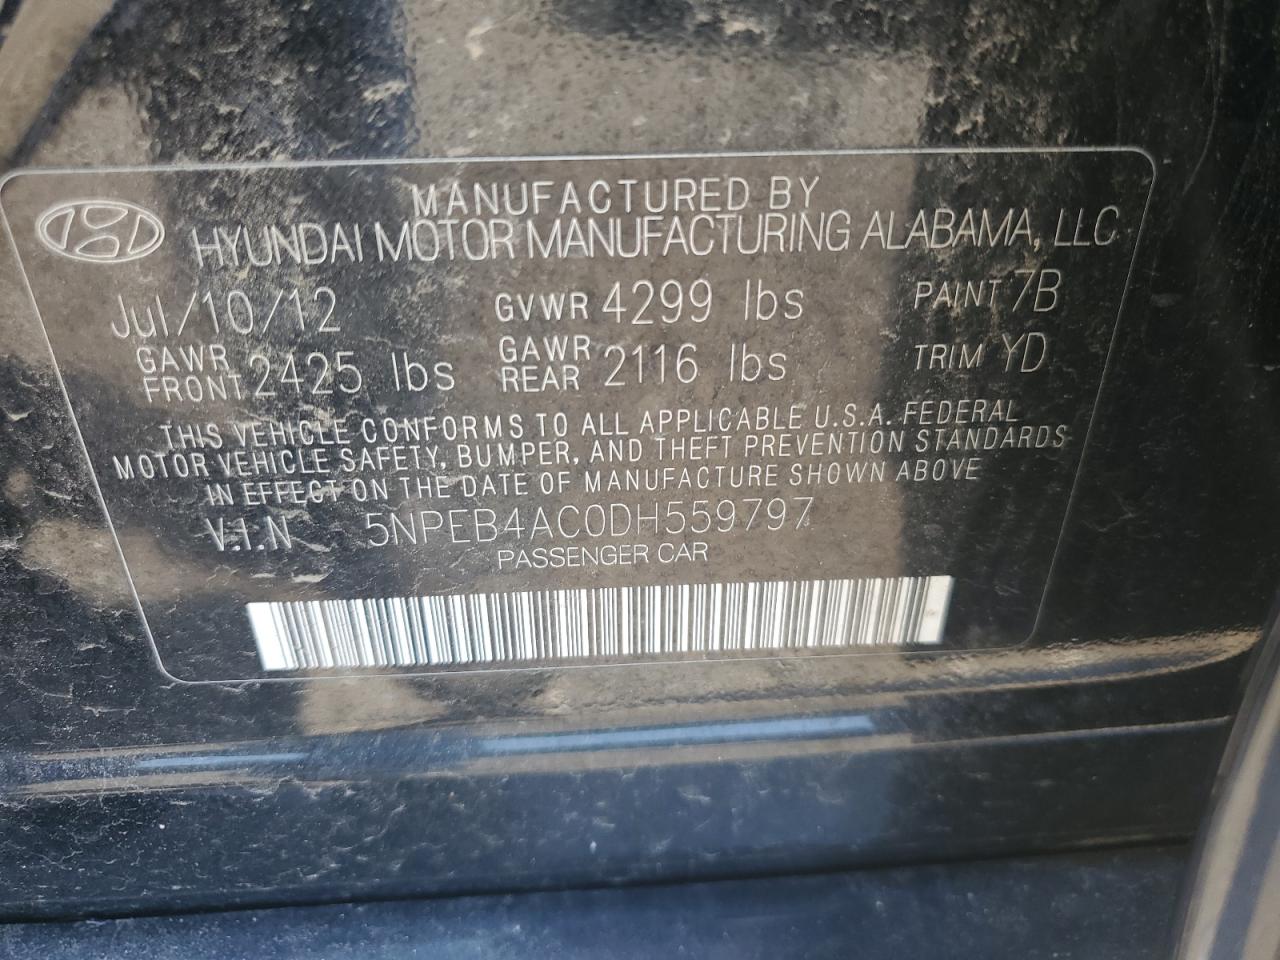 MANUFACTURED BY
HYUNDAI MOTOR MANUFACTURING ALABAMA, LLC
Jul/10/12 GVWR 4299 lbs PAINT 7B
GAWR FRONT 2425 lbs GAWR REAR 2116 lbs TRIM YD
THIS VEHICLE CONFORMS TO ALL APPLICABLE U.S.A. FEDERAL
MOTOR VEHICLE SAFETY, BUMPER, AND THEFT PREVENTION STANDARDS
IN EFFECT ON THE DATE OF MANUFACTURE SHOWN ABOVE
V.I.N 5NPEB4AC0DH559797
PASSENGER CAR